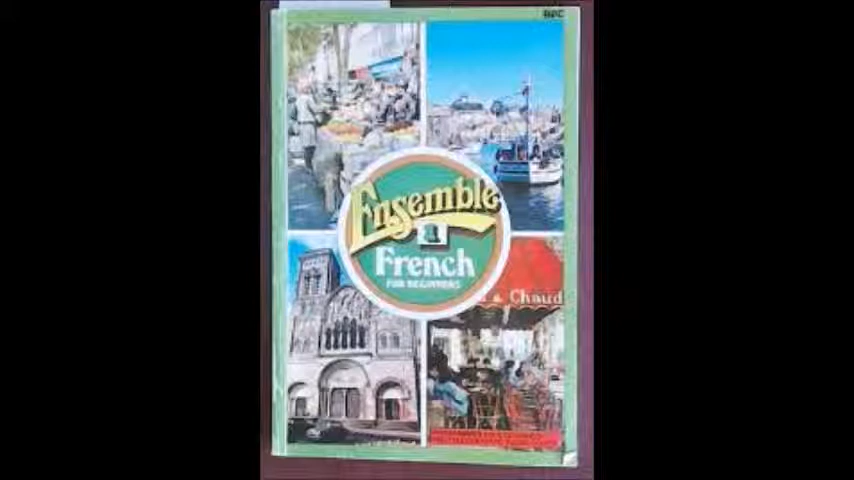 BBC
Ensemble
French
FOR BEGINNERS
& Chaud